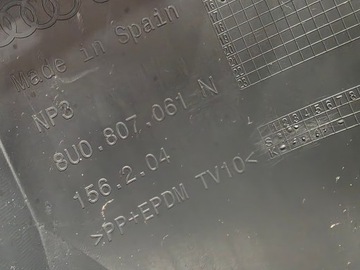 Made in Spain
NP3
8U0.807.061 N
156.2.04
>PP+EPDM TV10<